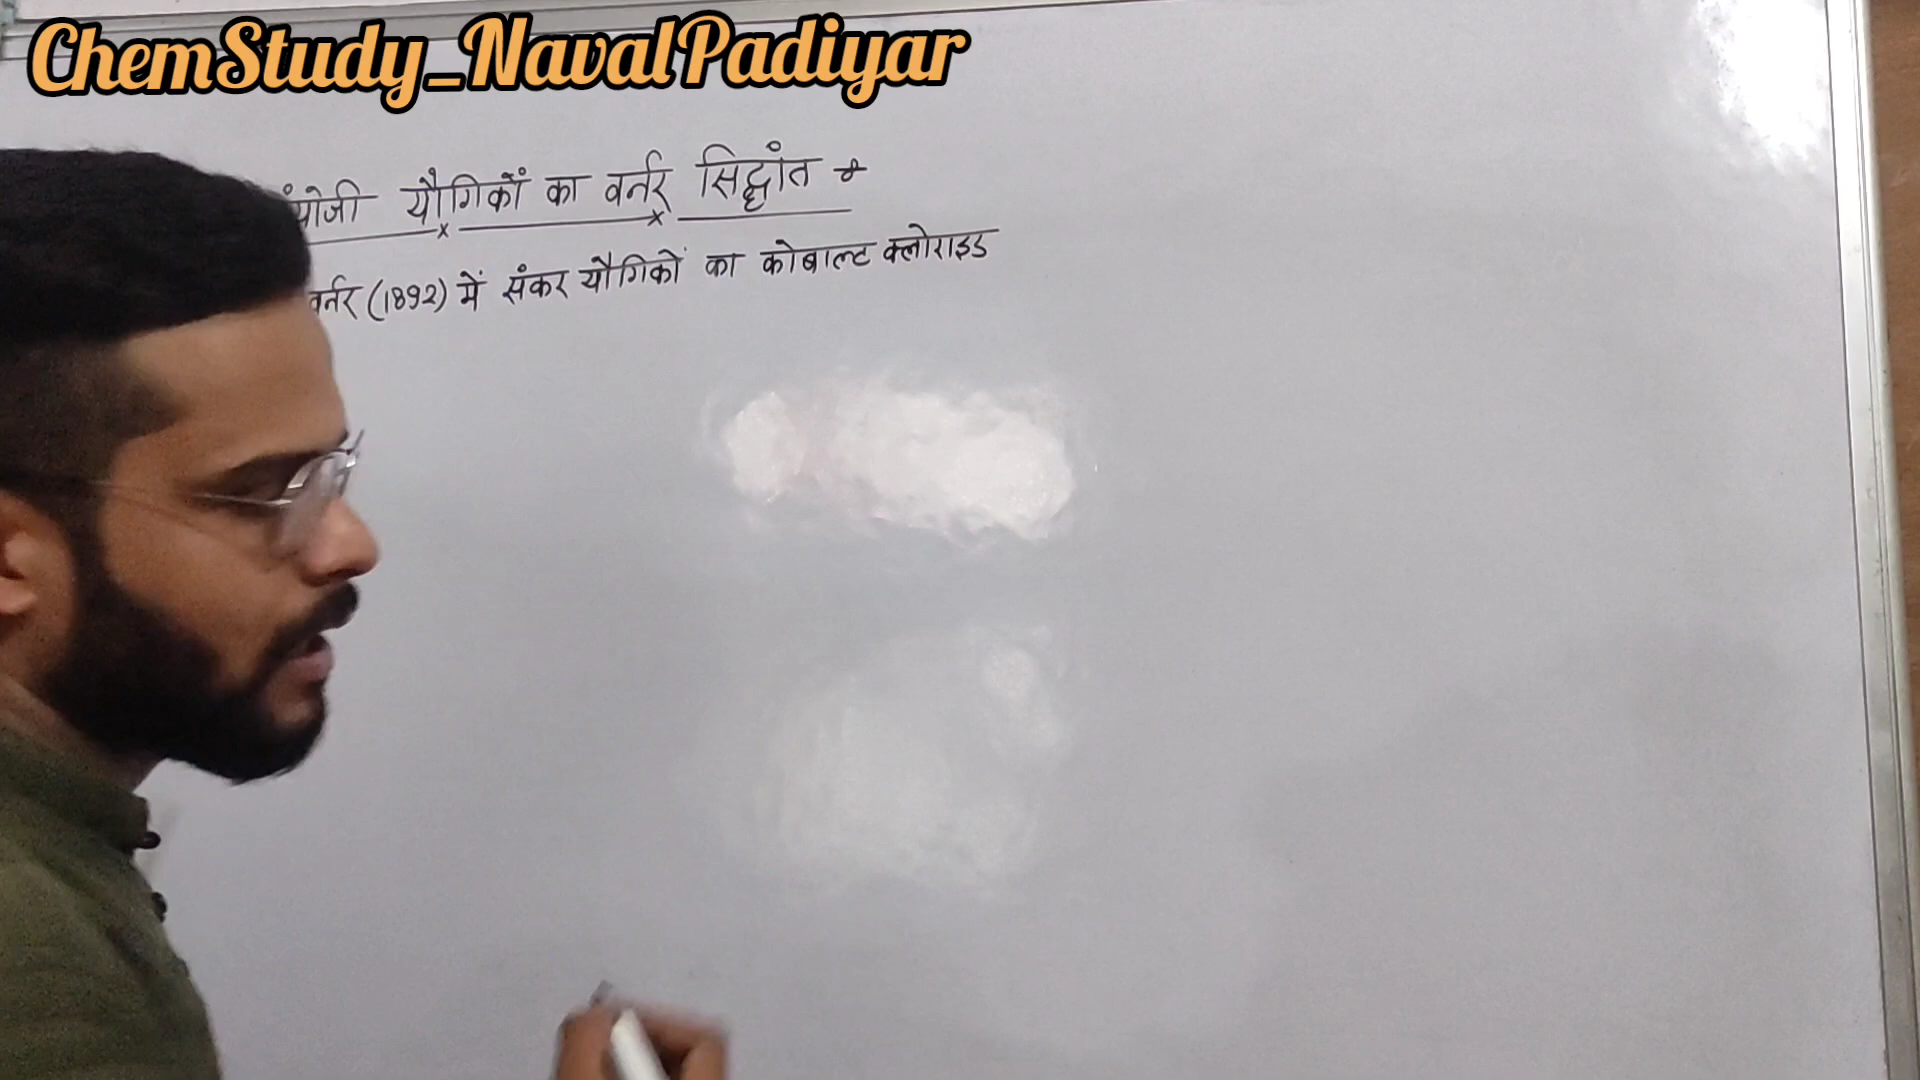 ChemStudy_NavalPadiyar
यौगिकों का वर्नर सिद्धांत
वर्नर (1892) में संकर यौगिकों का कोबाल्ट क्लोराइड